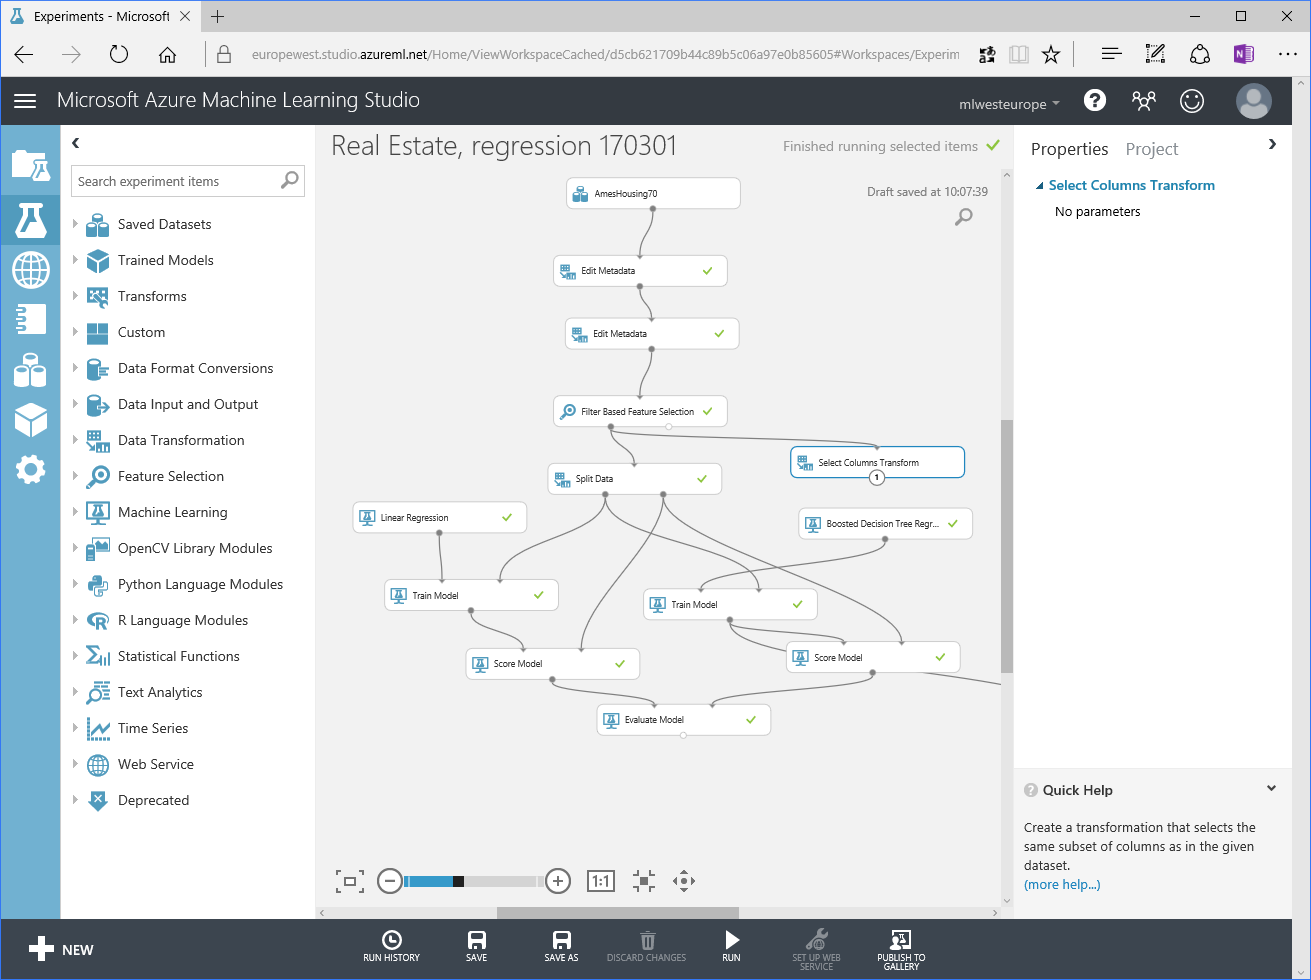 Experiments - Microsoft
europewest.studio.azureml.net/Home/ViewWorkspaceCached/d5cb621709b44c89b5c06a97e0b85605#Workspaces/Experim
Microsoft Azure Machine Learning Studio
mlwesteurope
Search experiment items
Saved Datasets
Trained Models
Transforms
Custom
Data Format Conversions
Data Input and Output
Data Transformation
Feature Selection
Machine Learning
OpenCV Library Modules
Python Language Modules
R Language Modules
Statistical Functions
Text Analytics
Time Series
Web Service
Deprecated
Real Estate, regression 170301
Finished running selected items
Draft saved at 10:07:39
AmesHousing70
Edit Metadata
Edit Metadata
Filter Based Feature Selection
Select Columns Transform
1
Split Data
Linear Regression
Boosted Decision Tree Regr...
Train Model
Train Model
Score Model
Score Model
Evaluate Model
1:1
Properties Project
Select Columns Transform
No parameters
Quick Help
Create a transformation that selects the
same subset of columns as in the given
dataset.
(more help...)
NEW
RUN HISTORY
SAVE
SAVE AS
DISCARD CHANGES
RUN
SET UP WEB
SERVICE
PUBLISH TO
GALLERY